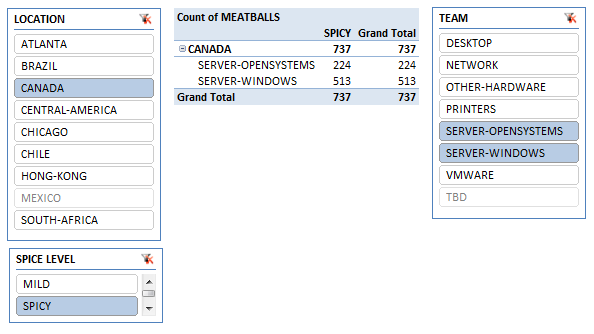 LOCATION
ATLANTA
BRAZIL
CANADA
CENTRAL-AMERICA
CHICAGO
CHILE
HONG-KONG
MEXICO
SOUTH-AFRICA
SPICE LEVEL
MILD
SPICY
Count of MEATBALLS
SPICY Grand Total
CANADA 737 737
SERVER-OPENSYSTEMS 224 224
SERVER-WINDOWS 513 513
Grand Total 737 737
TEAM
DESKTOP
NETWORK
OTHER-HARDWARE
PRINTERS
SERVER-OPENSYSTEMS
SERVER-WINDOWS
VMWARE
TBD